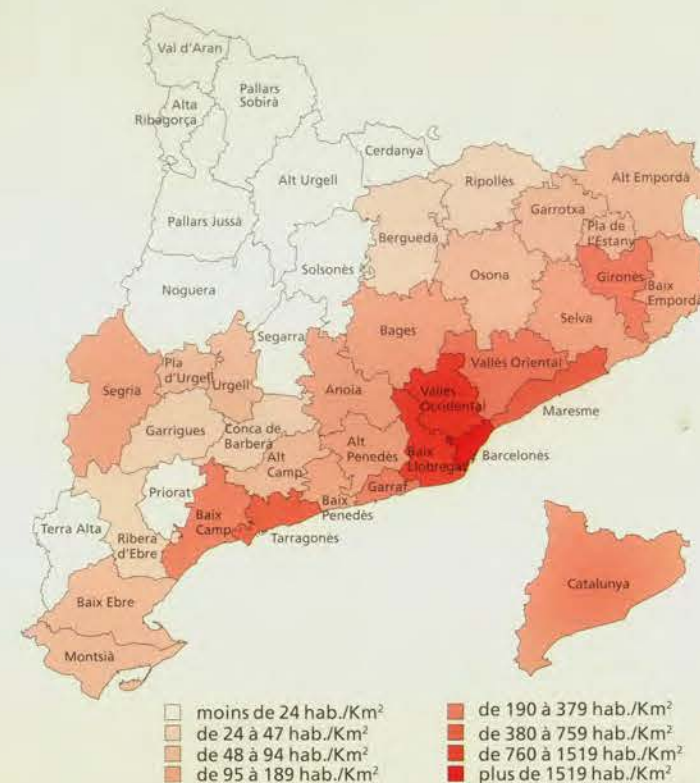 Val d'Aran
Pallars
Sobirà
Alta
Ribagorça
Cerdanya
Alt Urgell
Ripollès
Alt Empordà
Garrotxa
Pla de
l'Estany
Pallars Jussà
Berguedà
Solsonès
Osona
Gironès
Baix
Empordà
Noguera
Selva
Segarra
Bages
Vallès Oriental
Pla
d'Urgell
Urgell
Segrià
Anoia
Vallès
Occidental
Maresme
Garrigues
Conca de
Barberà
Alt
Penedès
Alt
Camp
Baix
Llobregat
Barcelonès
Priorat
Garraf
Baix
Penedès
Baix
Camp
Terra Alta
Ribera
d'Ebre
Tarragonès
Catalunya
Baix Ebre
Montsià
moins de 24 hab./Km²
de 24 à 47 hab./Km²
de 48 à 94 hab./Km²
de 95 à 189 hab./Km²
de 190 à 379 hab./Km²
de 380 à 759 hab./Km²
de 760 à 1519 hab./Km²
plus de 1519 hab./Km²